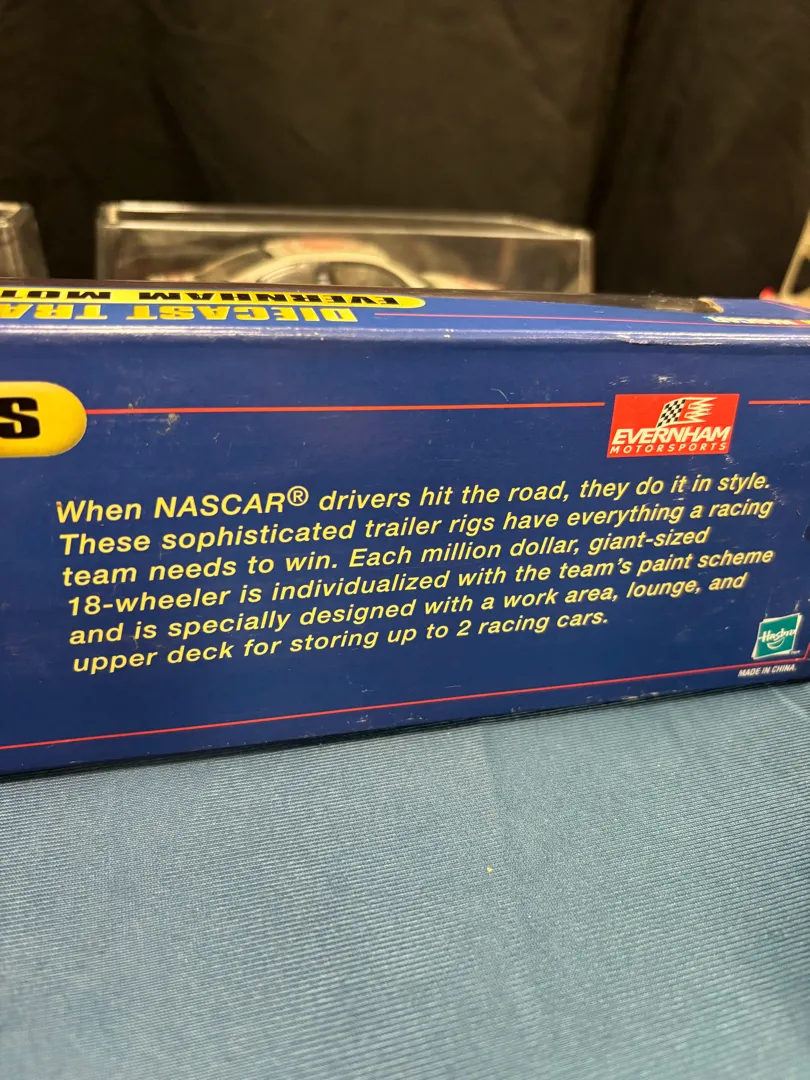 EVERNHAM
DIECAST
S
EVERNHAM
MOTORSPORTS
When NASCAR® drivers hit the road, they do it in style.
These sophisticated trailer rigs have everything a racing
team needs to win. Each million dollar, giant-sized
18-wheeler is individualized with the team's paint scheme
and is specially designed with a work area, lounge, and
upper deck for storing up to 2 racing cars.
Hasbro
MADE IN CHINA.